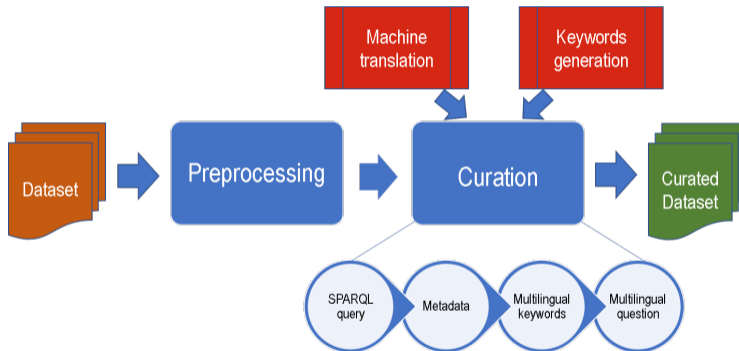 Machine
translation
Keywords
generation
Dataset
Preprocessing
Curation
Curated
Dataset
SPARQL
query
Metadata
Multilingual
keywords
Multilingual
question